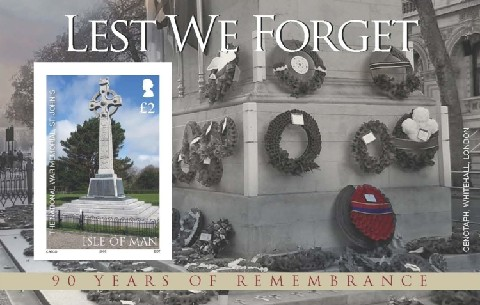 LEST WE FORGET
£2
THE NATIONAL WAR MEMORIAL, ST JOHN'S
ISLE OF MAN
CENOTAPH, WHITEHALL, LONDON
90 YEARS OF REMEMBRANCE